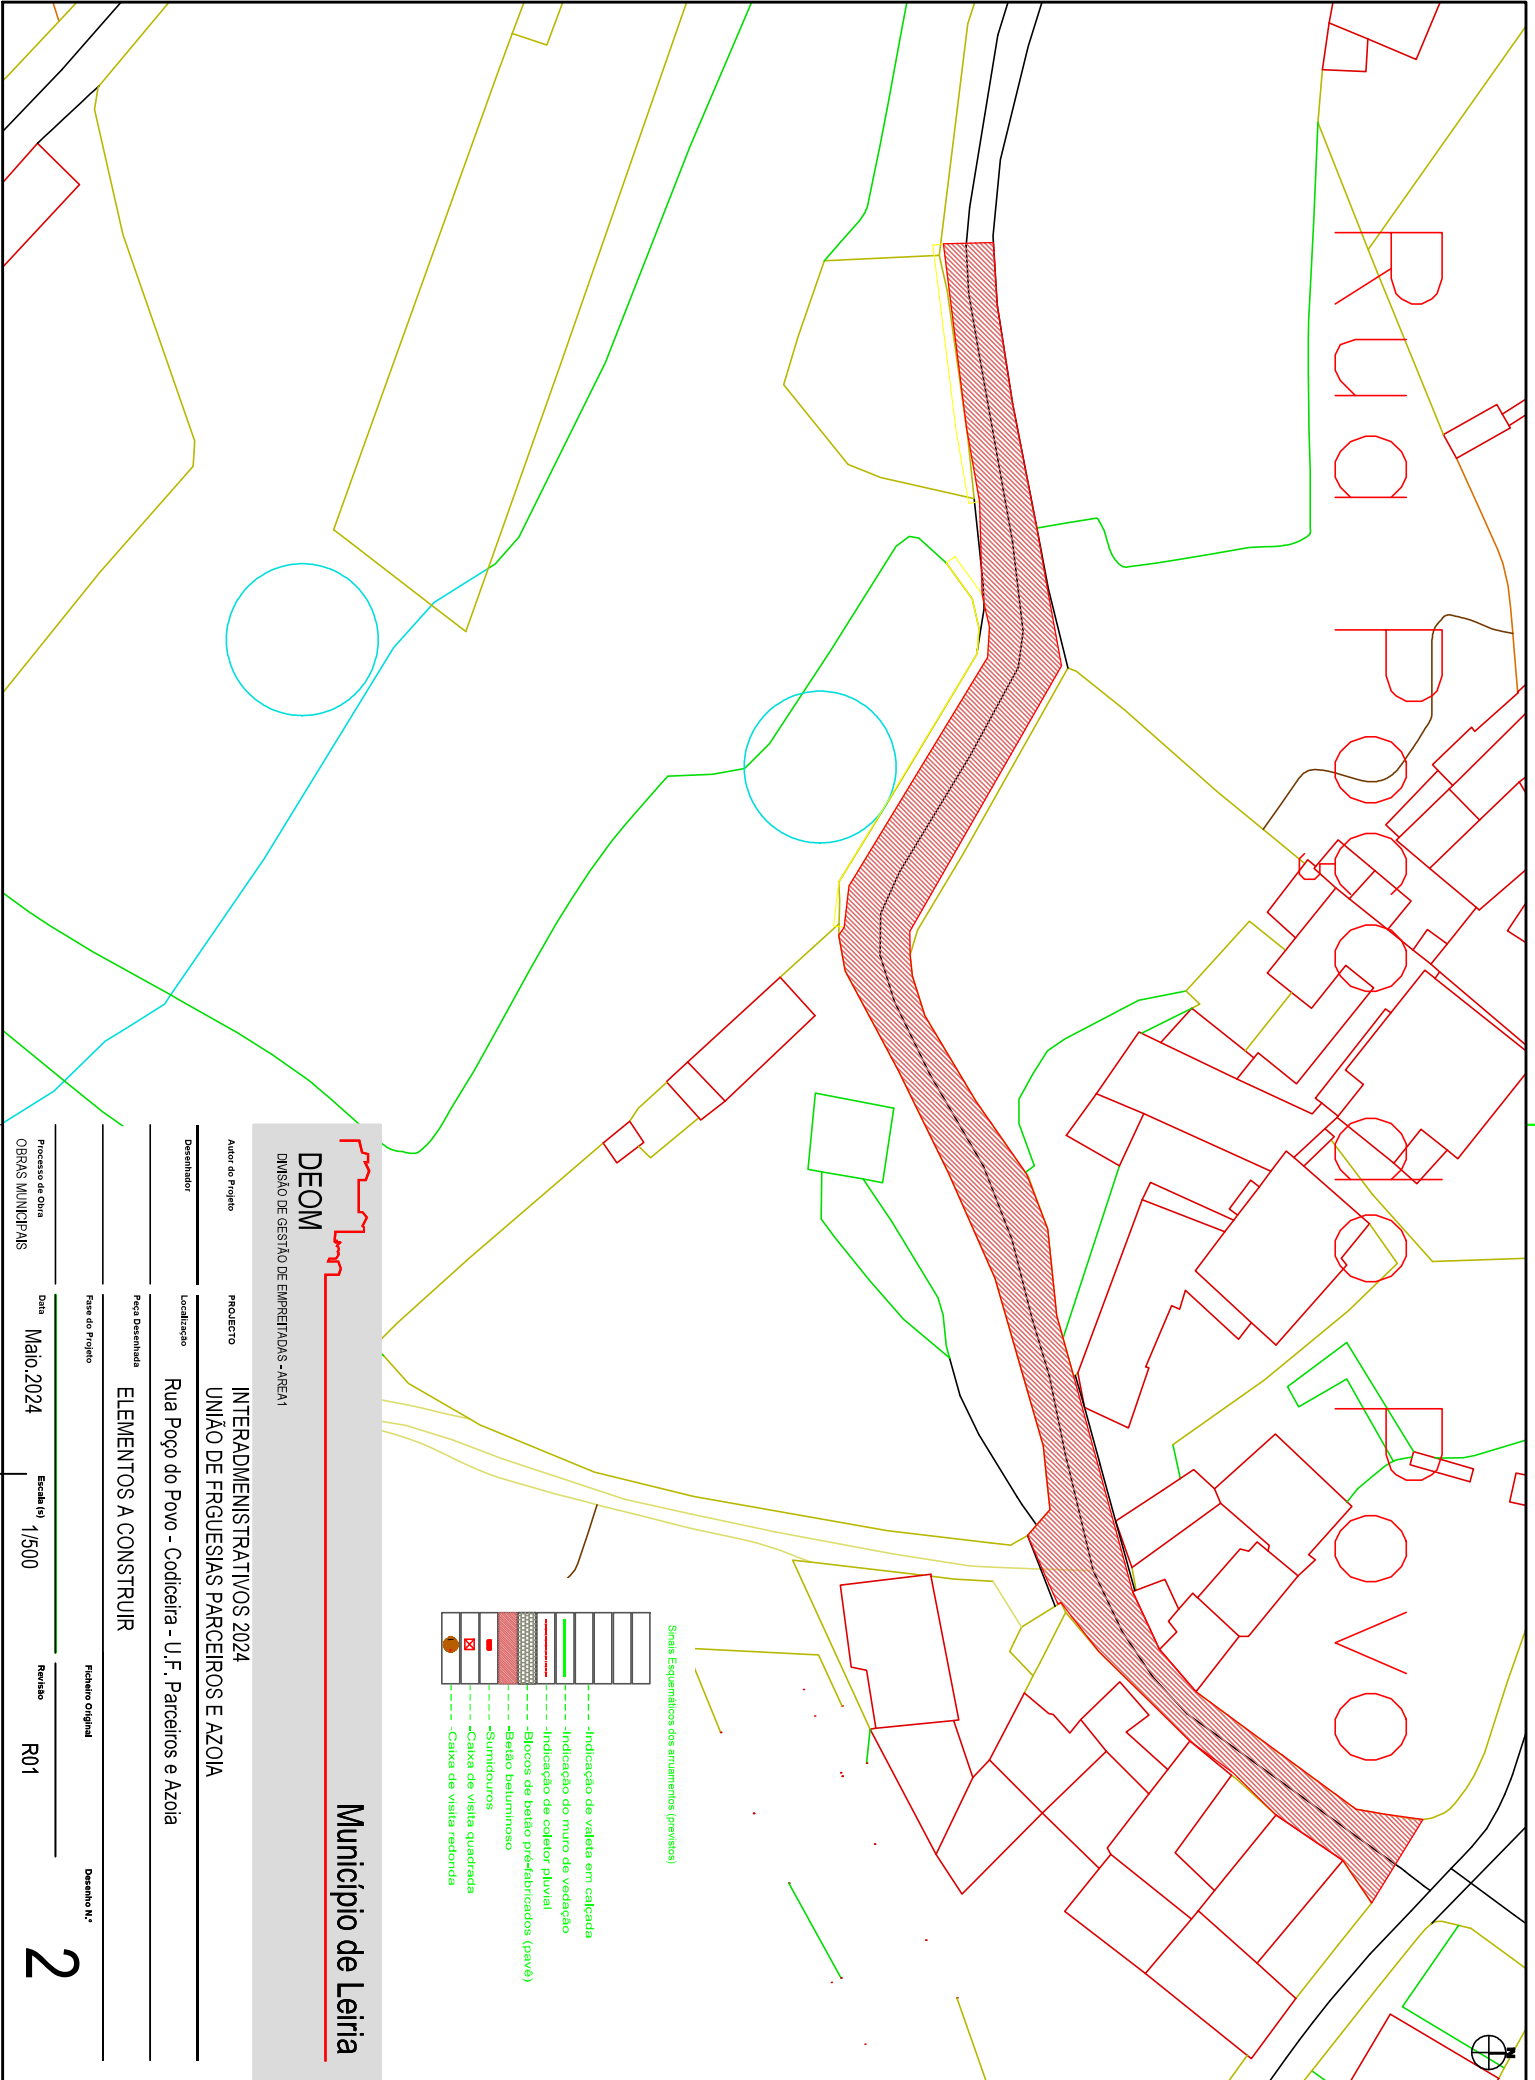 Rua Poço do Povo
N
Sinais Esquemáticos dos arruamentos (previstos)
Indicação de valeta em calçada
Indicação do muro de vedação
Indicação de coletor pluvial
Blocos de betão pré-fabricados (pavê)
Betão betuminoso
Sumidouros
Caixa de visita quadrada
Caixa de visita redonda
Município de Leiria
DEOM
DIVISÃO DE GESTÃO DE EMPREITADAS - AREA1
Autor do Projeto
PROJECTO
INTERADMENISTRATIVOS 2024
UNIÃO DE FRGUESIAS PARCEIROS E AZOIA
Desenhador
Localização
Rua Poço do Povo - Codiceira - U.F. Parceiros e Azoia
Peça Desenhada
ELEMENTOS A CONSTRUIR
Fase do Projeto
Ficheiro Original
Desenho N.º
2
Processo de Obra
OBRAS MUNICIPAIS
Data
Maio.2024
Escala (s)
1/500
Revisão
R01